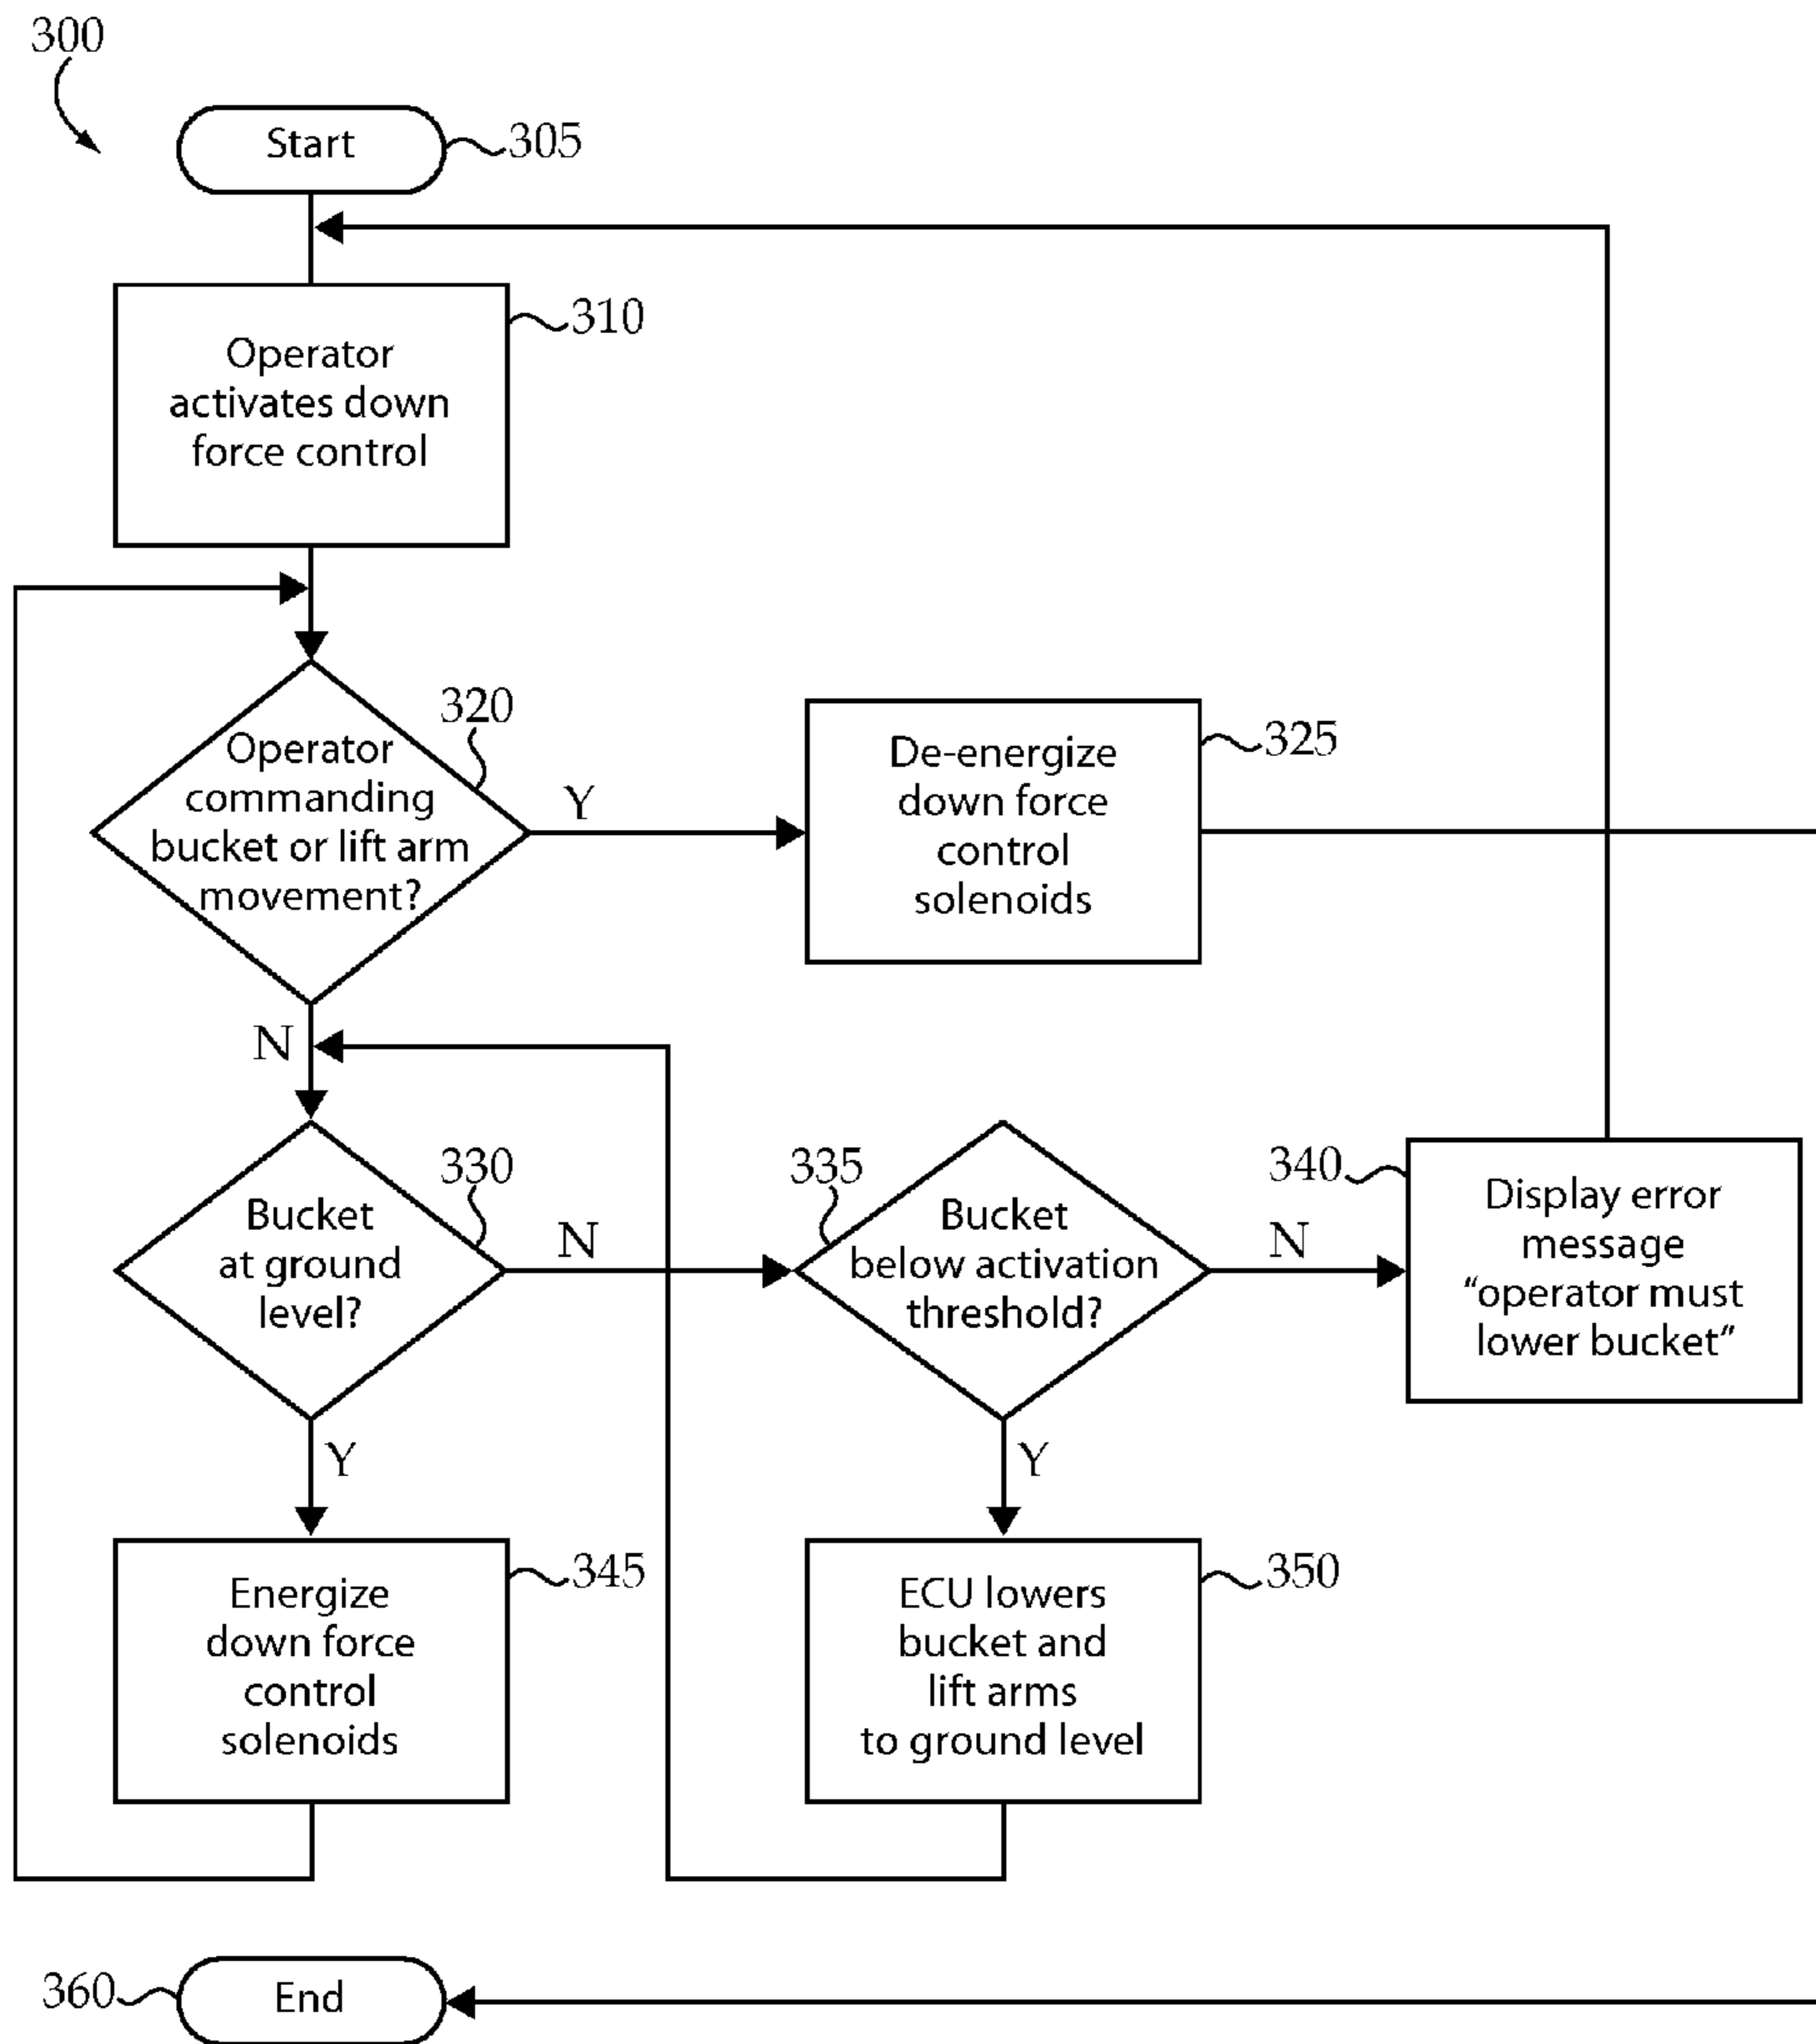 300
Start
305
310
Operator
activates down
force control
320
Operator
commanding
bucket or lift arm
movement?
Y
De-energize
down force
control
solenoids
325
N
330
Bucket
at ground
level?
N
335
Bucket
below activation
threshold?
N
340
Display error
message
“operator must
lower bucket“
Y
Y
345
Energize
down force
control
solenoids
350
ECU lowers
bucket and
lift arms
to ground level
360
End